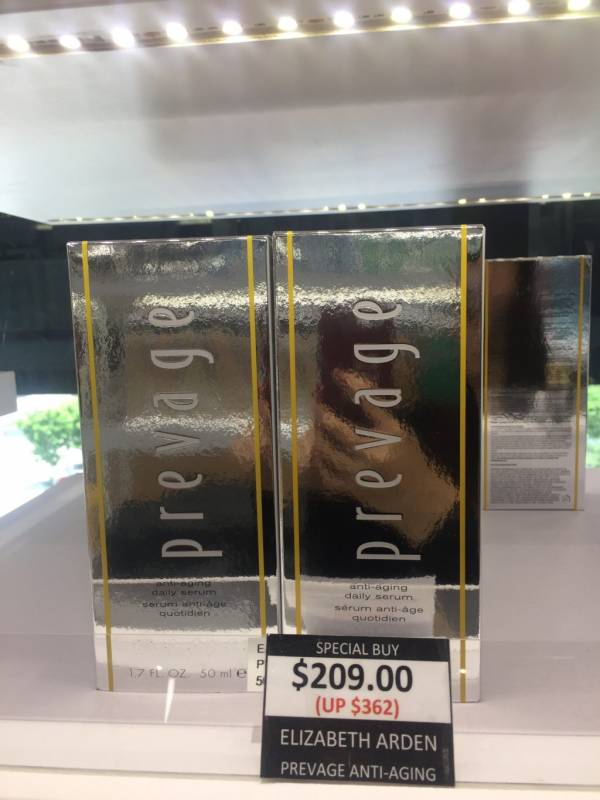 prevage
anti-aging
daily serum
sérum anti-âge
quotidien
1.7 FL. OZ. 50 ml e
prevage
anti-aging
daily serum
sérum anti-âge
quotidien
E
P
5
SPECIAL BUY
$209.00
(UP $362)
ELIZABETH ARDEN
PREVAGE ANTI-AGING